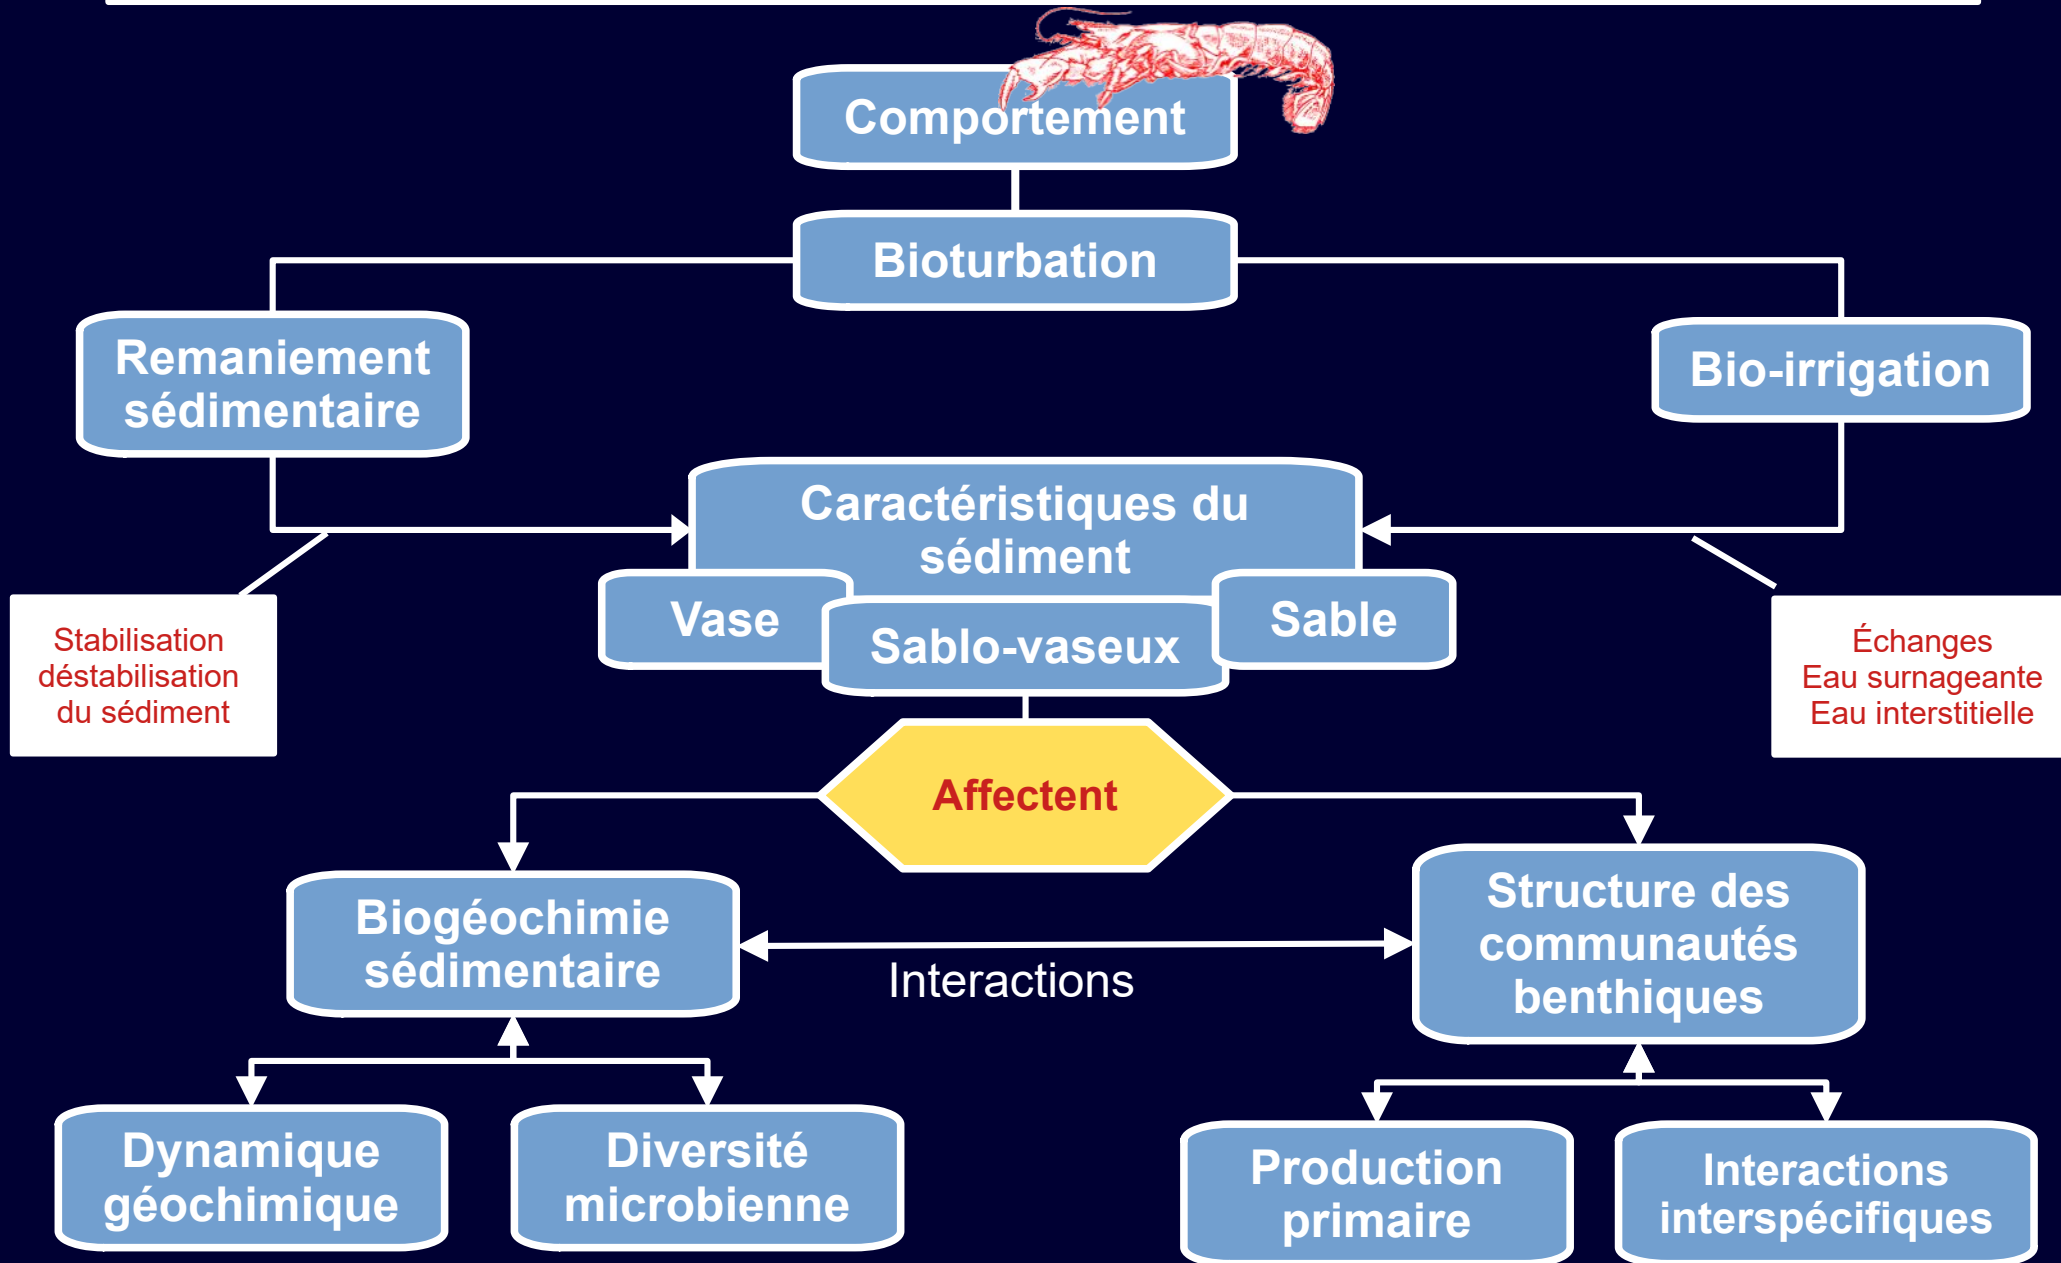 Comportement
Bioturbation
Remaniement
sédimentaire
Bio-irrigation
Caractéristiques du
sédiment
Vase
Sablo-vaseux
Sable
Stabilisation
déstabilisation
du sédiment
Échanges
Eau surnageante
Eau interstitielle
Affectent
Biogéochimie
sédimentaire
Interactions
Structure des
communautés
benthiques
Dynamique
géochimique
Diversité
microbienne
Production
primaire
Interactions
interspécifiques